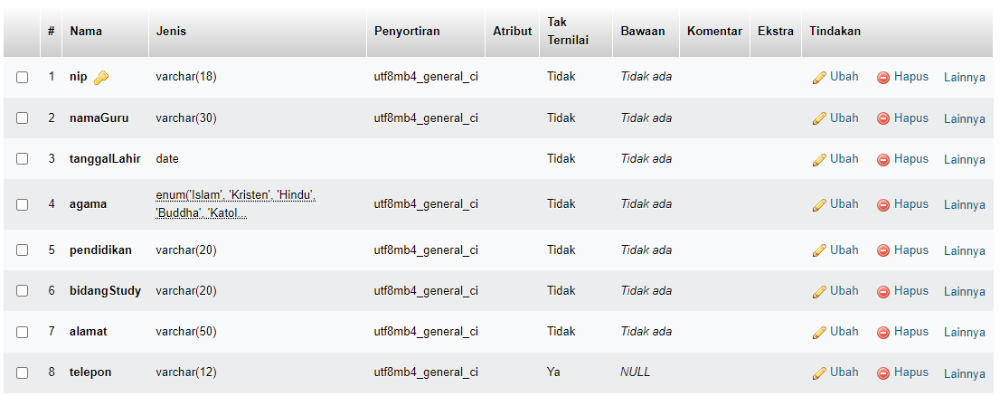 # Nama Jenis Penyortiran Atribut Tak Ternilai Bawaan Komentar Ekstra Tindakan
1 nip varchar(18) utf8mb4_general_ci Tidak Tidak ada Ubah Hapus Lainnya
2 namaGuru varchar(30) utf8mb4_general_ci Tidak Tidak ada Ubah Hapus Lainnya
3 tanggalLahir date Tidak Tidak ada Ubah Hapus Lainnya
4 agama enum('Islam', 'Kristen', 'Hindu', 'Buddha', 'Katol... utf8mb4_general_ci Tidak Tidak ada Ubah Hapus Lainnya
5 pendidikan varchar(20) utf8mb4_general_ci Tidak Tidak ada Ubah Hapus Lainnya
6 bidangStudy varchar(20) utf8mb4_general_ci Tidak Tidak ada Ubah Hapus Lainnya
7 alamat varchar(50) utf8mb4_general_ci Tidak Tidak ada Ubah Hapus Lainnya
8 telepon varchar(12) utf8mb4_general_ci Ya NULL Ubah Hapus Lainnya